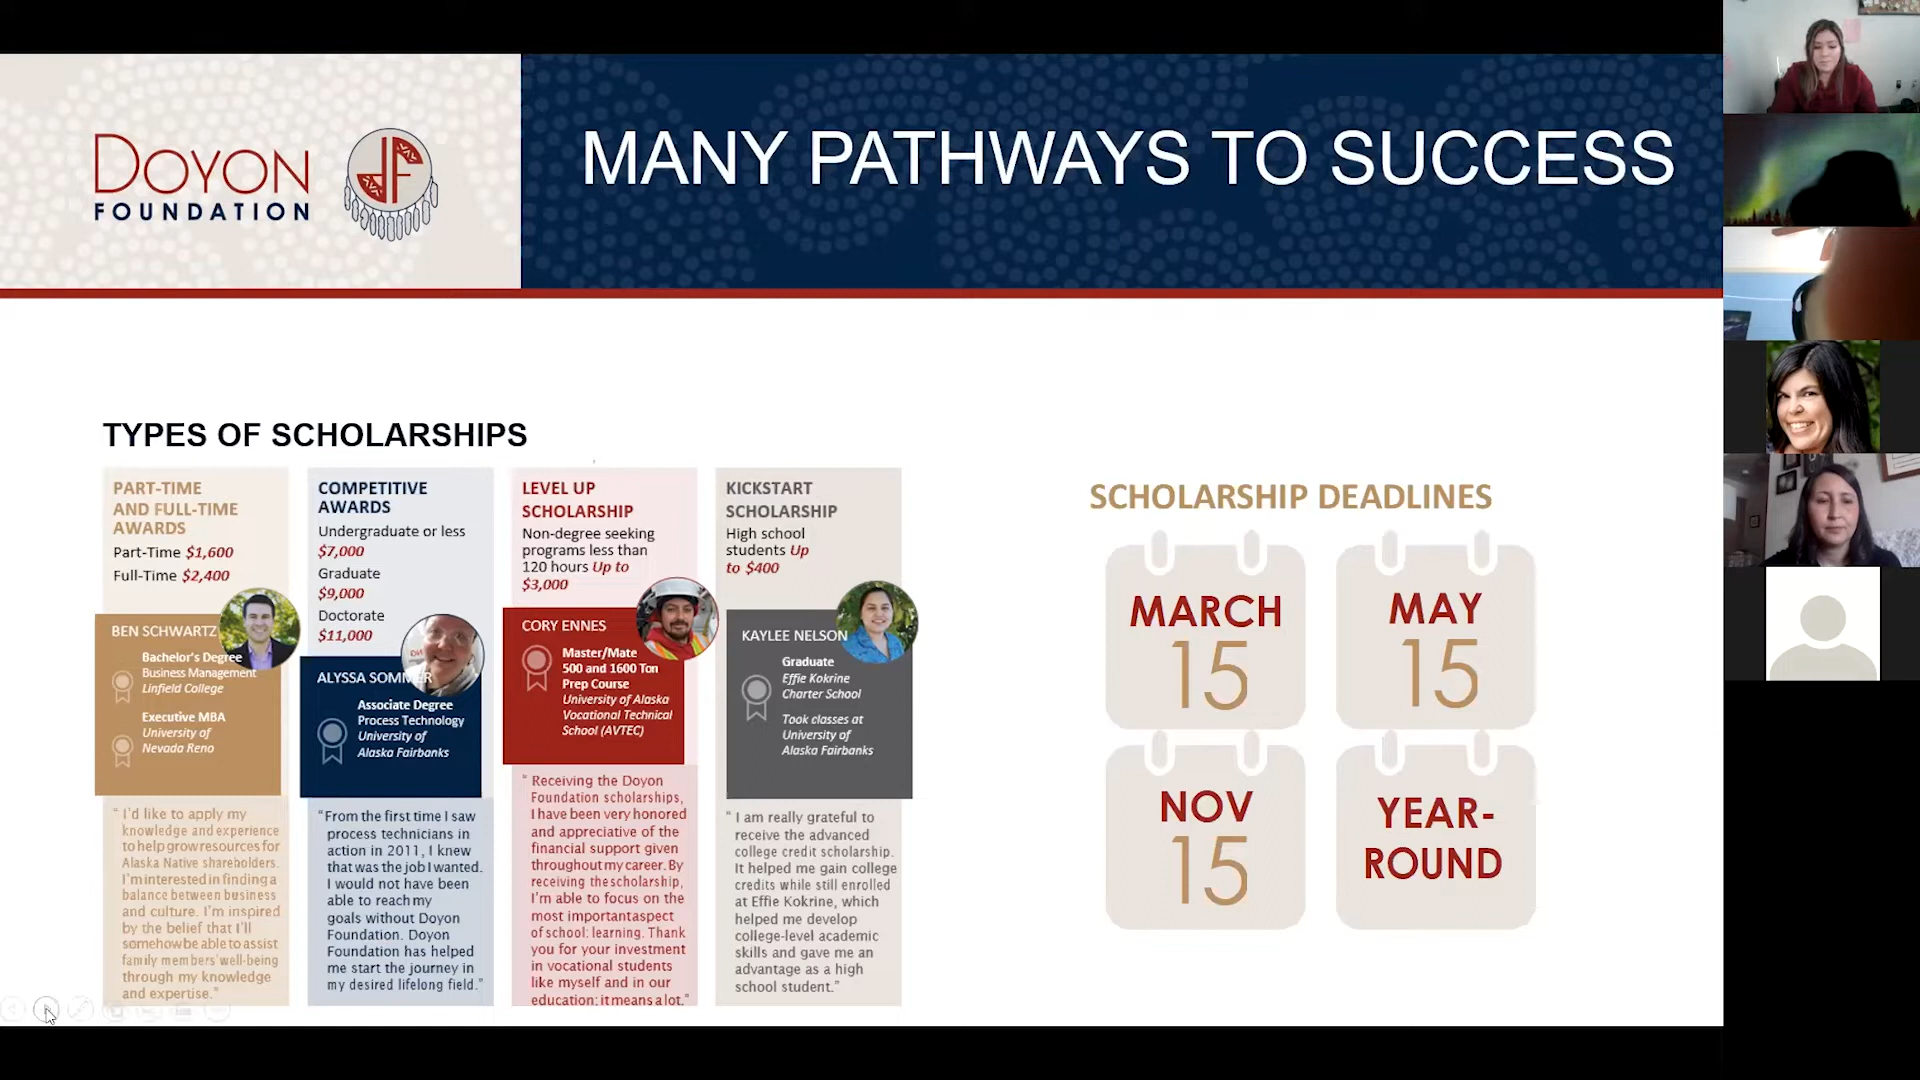 DOYON
FOUNDATION
MANY PATHWAYS TO SUCCESS
TYPES OF SCHOLARSHIPS
PART-TIME
AND FULL-TIME
AWARDS
Part-Time $1,600
Full-Time $2,400
BEN SCHWARTZ
Bachelor's Degree
Business Management
Linfield College
Executive MBA
University of
Nevada Reno
“I'd like to apply my
knowledge and experience
to help grow resources for
Alaska Native shareholders.
I'm interested in finding a
balance between business
and culture. I'm inspired
by the belief that I'll
somehow be able to assist
family members' well-being
through my knowledge
and expertise.”
COMPETITIVE
AWARDS
Undergraduate or less
$7,000
Graduate
$9,000
Doctorate
$11,000
ALYSSA SOMMER
Associate Degree
Process Technology
University of
Alaska Fairbanks
“From the first time I saw
process technicians in
action in 2011, I knew
that was the job I wanted.
I would not have been
able to reach my
goals without Doyon
Foundation. Doyon
Foundation has helped
me start the journey in
my desired lifelong field.”
LEVEL UP
SCHOLARSHIP
Non-degree seeking
programs less than
120 hours Up to
$3,000
CORY ENNES
Master/Mate
500 and 1600 Ton
Prep Course
University of Alaska
Vocational Technical
School (AVTEC)
“Receiving the Doyon
Foundation scholarships,
I have been very honored
and appreciative of the
financial support given
throughout my career. By
receiving the scholarship,
I'm able to focus on the
most important aspect
of school: learning. Thank
you for your investment
in vocational students
like myself and in our
education; it means a lot.”
KICKSTART
SCHOLARSHIP
High school
students Up
to $400
KAYLEE NELSON
Graduate
Effie Kokrine
Charter School
Took classes at
University of
Alaska Fairbanks
“I am really grateful to
receive the advanced
college credit scholarship.
It helped me gain college
credits while still enrolled
at Effie Kokrine, which
helped me develop
college-level academic
skills and gave me an
advantage as a high
school student.”
SCHOLARSHIP DEADLINES
MARCH
15
MAY
15
NOV
15
YEAR-
ROUND